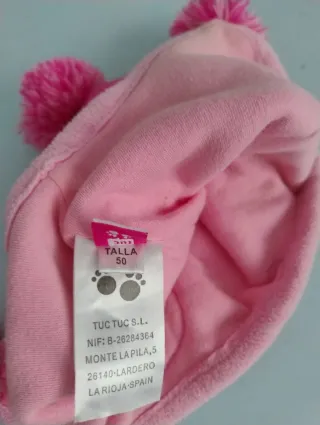 TALLA
50
TUC TUC S.L.
NIF: B-26284364
MONTE LA PILA,5
26140-LARDERO
LA RIOJA-SPAIN